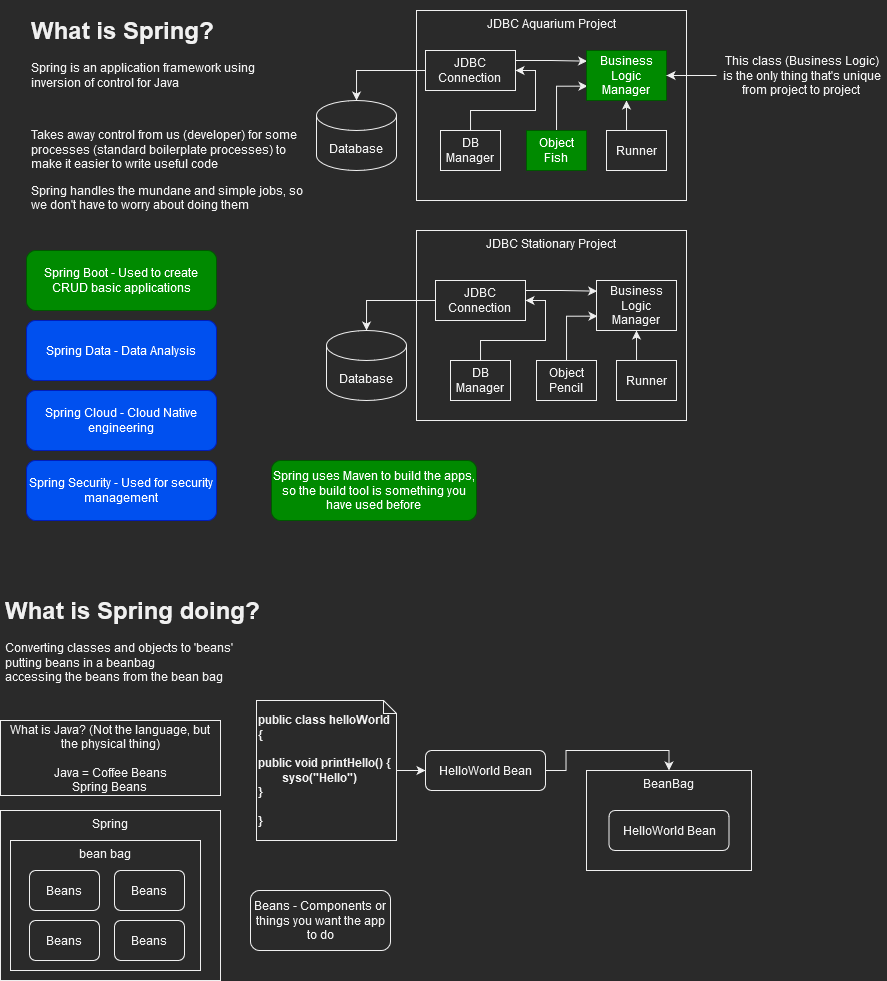 What is Spring?
Spring is an application framework using
inversion of control for Java
Takes away control from us (developer) for some
processes (standard boilerplate processes) to
make it easier to write useful code
Spring handles the mundane and simple jobs, so
we don't have to worry about doing them
JDBC Aquarium Project
JDBC
Connection
Business
Logic
Manager
Database
DB
Manager
Object
Fish
Runner
This class (Business Logic)
is the only thing that's unique
from project to project
JDBC Stationary Project
JDBC
Connection
Business
Logic
Manager
Database
DB
Manager
Object
Pencil
Runner
Spring Boot - Used to create
CRUD basic applications
Spring Data - Data Analysis
Spring Cloud - Cloud Native
engineering
Spring Security - Used for security
management
Spring uses Maven to build the apps,
so the build tool is something you
have used before
What is Spring doing?
Converting classes and objects to 'beans'
putting beans in a beanbag
accessing the beans from the bean bag
What is Java? (Not the language, but
the physical thing)
Java = Coffee Beans
Spring Beans
Spring
bean bag
Beans
Beans
Beans
Beans
public class helloWorld
{
public void printHello() {
syso("Hello")
}
}
HelloWorld Bean
BeanBag
HelloWorld Bean
Beans - Components or
things you want the app
to do